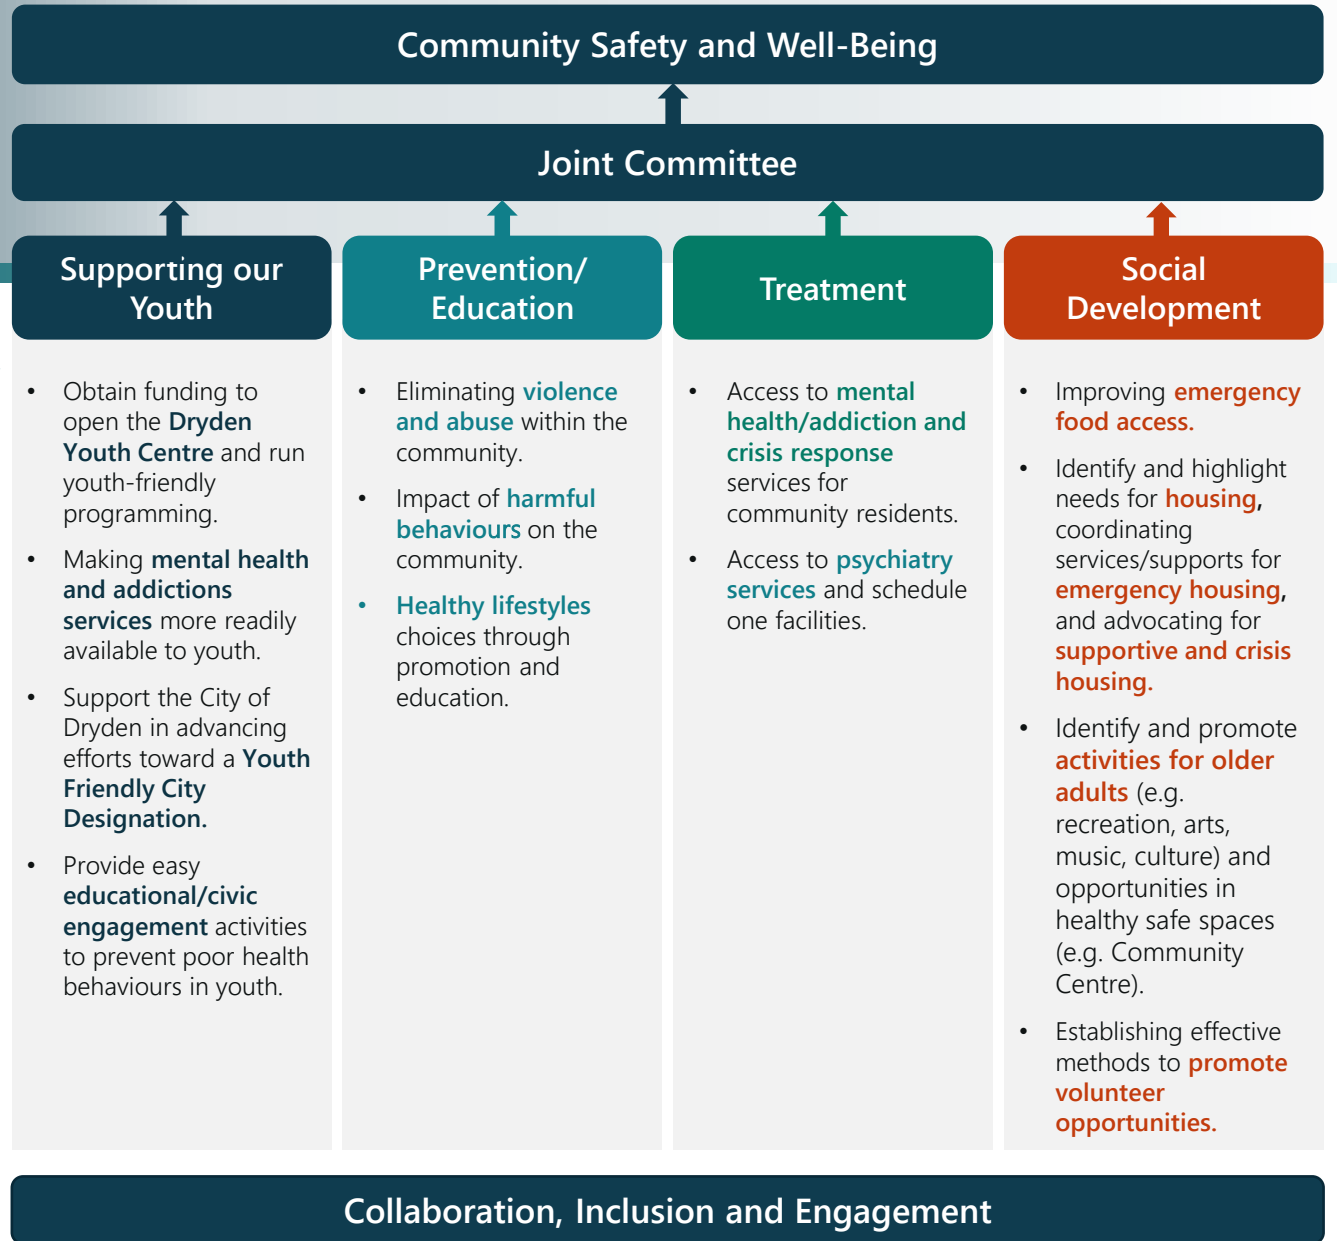 Community Safety and Well-Being
Joint Committee
Supporting our
Youth
• Obtain funding to
open the Dryden
Youth Centre and run
youth-friendly
programming.
• Making mental health
and addictions
services more readily
available to youth.
• Support the City of
Dryden in advancing
efforts toward a Youth
Friendly City
Designation.
• Provide easy
educational/civic
engagement activities
to prevent poor health
behaviours in youth.
Prevention/
Education
• Eliminating violence
and abuse within the
community.
• Impact of harmful
behaviours on the
community.
• Healthy lifestyles
choices through
promotion and
education.
Treatment
• Access to mental
health/addiction and
crisis response
services for
community residents.
• Access to psychiatry
services and schedule
one facilities.
Social
Development
• Improving emergency
food access.
• Identify and highlight
needs for housing,
coordinating
services/supports for
emergency housing,
and advocating for
supportive and crisis
housing.
• Identify and promote
activities for older
adults (e.g.
recreation, arts,
music, culture) and
opportunities in
healthy safe spaces
(e.g. Community
Centre).
• Establishing effective
methods to promote
volunteer
opportunities.
Collaboration, Inclusion and Engagement